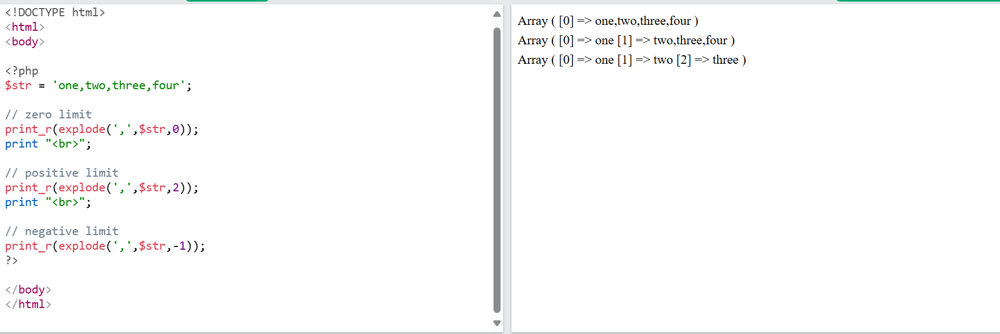 <!DOCTYPE html>
<html>
<body>
<?php
$str = 'one,two,three,four';
// zero limit
print_r(explode(',',$str,0));
print "<br>";
// positive limit
print_r(explode(',',$str,2));
print "<br>";
// negative limit
print_r(explode(',',$str,-1));
?>
</body>
</html>
Array ( [0] => one,two,three,four )
Array ( [0] => one [1] => two,three,four )
Array ( [0] => one [1] => two [2] => three )